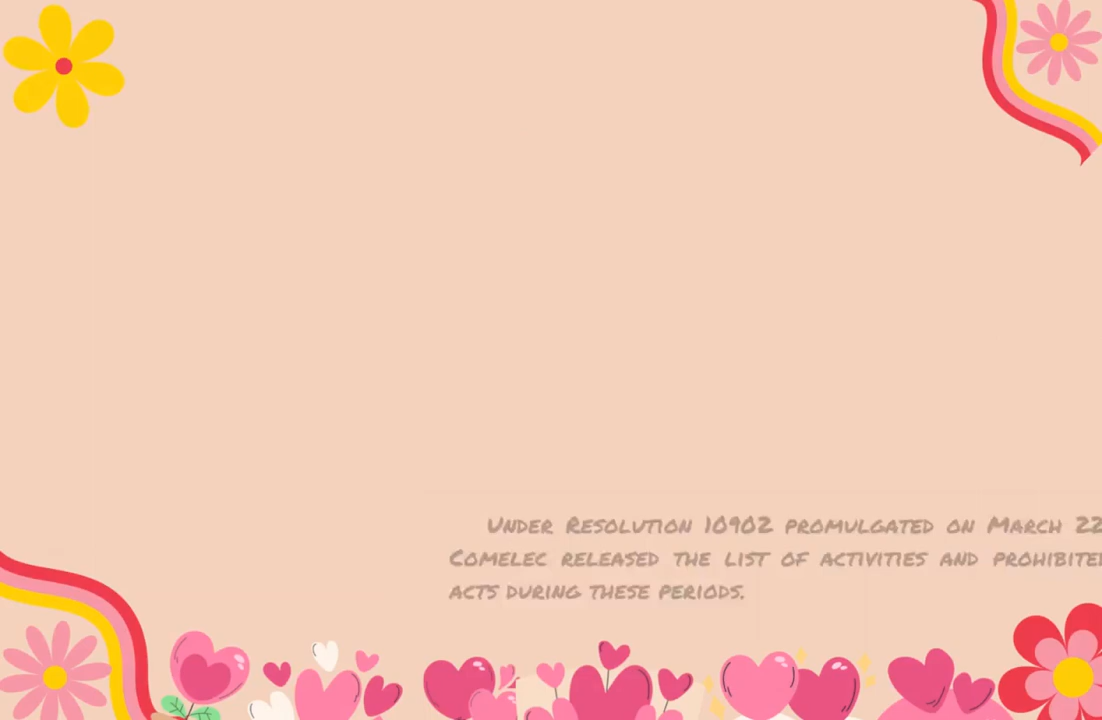 Under Resolution 10902 promulgated on March 22
Comelec released the list of activities and prohibited
acts during these periods.